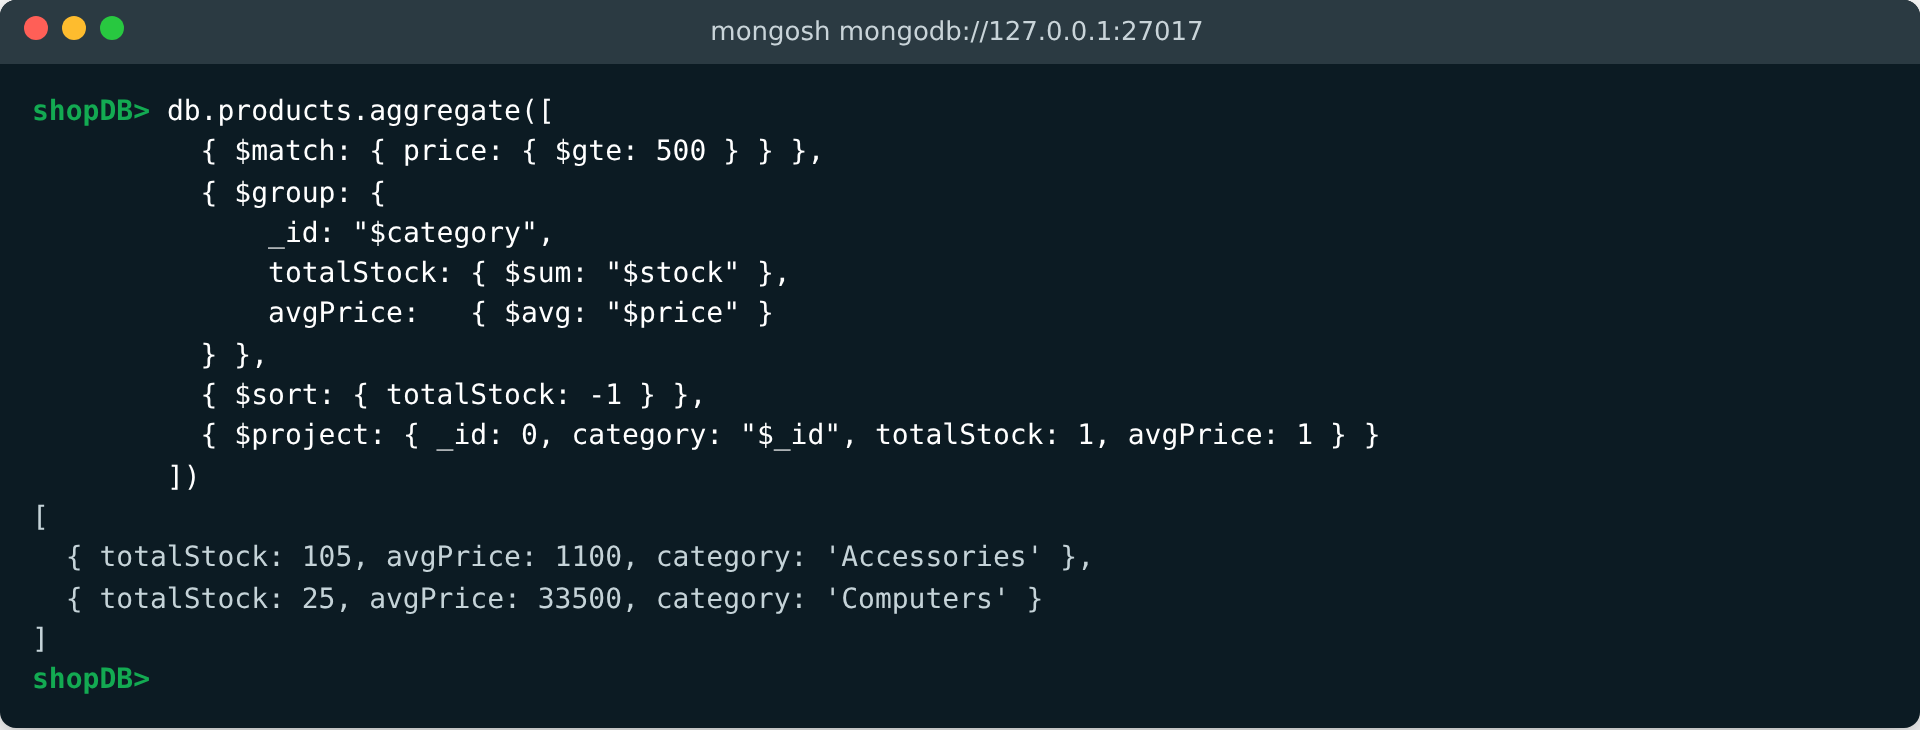 mongosh mongodb://127.0.0.1:27017
shopDB> db.products.aggregate([
          { $match: { price: { $gte: 500 } } },
          { $group: {
              _id: "$category",
              totalStock: { $sum: "$stock" },
              avgPrice:   { $avg: "$price" }
          } },
          { $sort: { totalStock: -1 } },
          { $project: { _id: 0, category: "$_id", totalStock: 1, avgPrice: 1 } }
        ])
[
  { totalStock: 105, avgPrice: 1100, category: 'Accessories' },
  { totalStock: 25, avgPrice: 33500, category: 'Computers' }
]
shopDB>